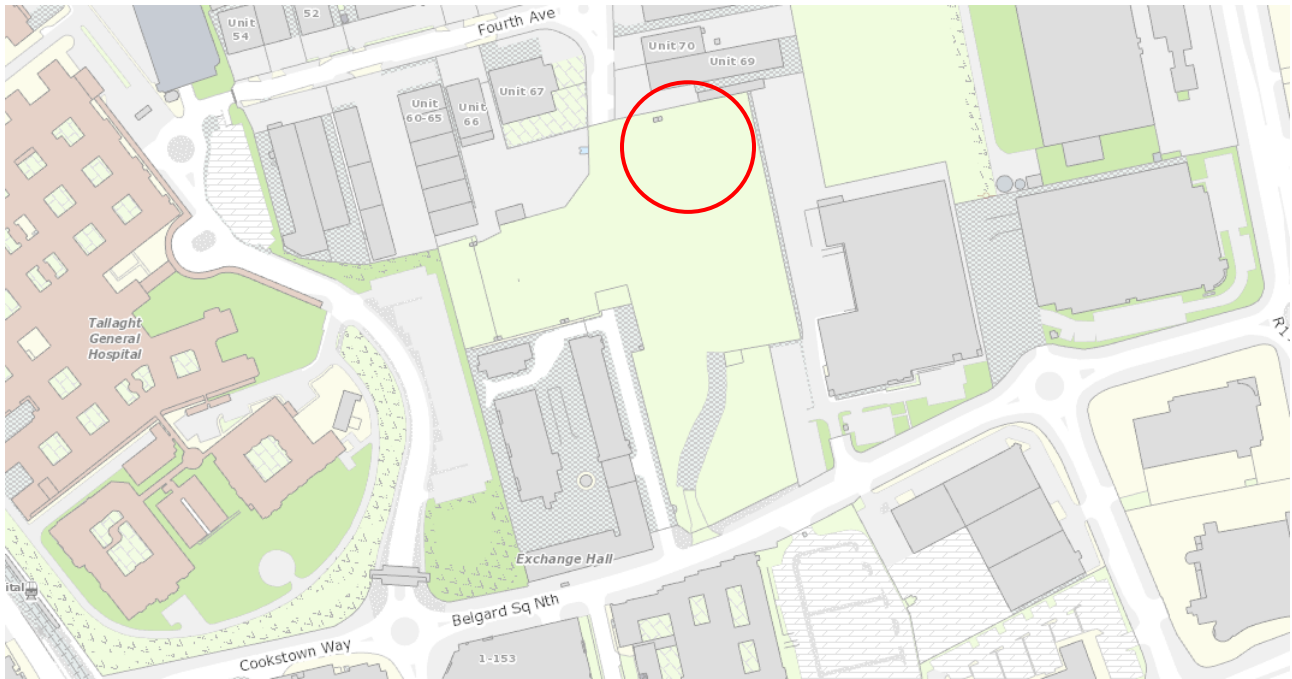 52
Unit
54
Fourth Ave
Unit 70
Unit 69
Unit 67
Unit
60-65
Unit
66
Tallaght
General
Hospital
Exchange Hall
Belgard Sq Nth
Cookstown Way
1-153
ital